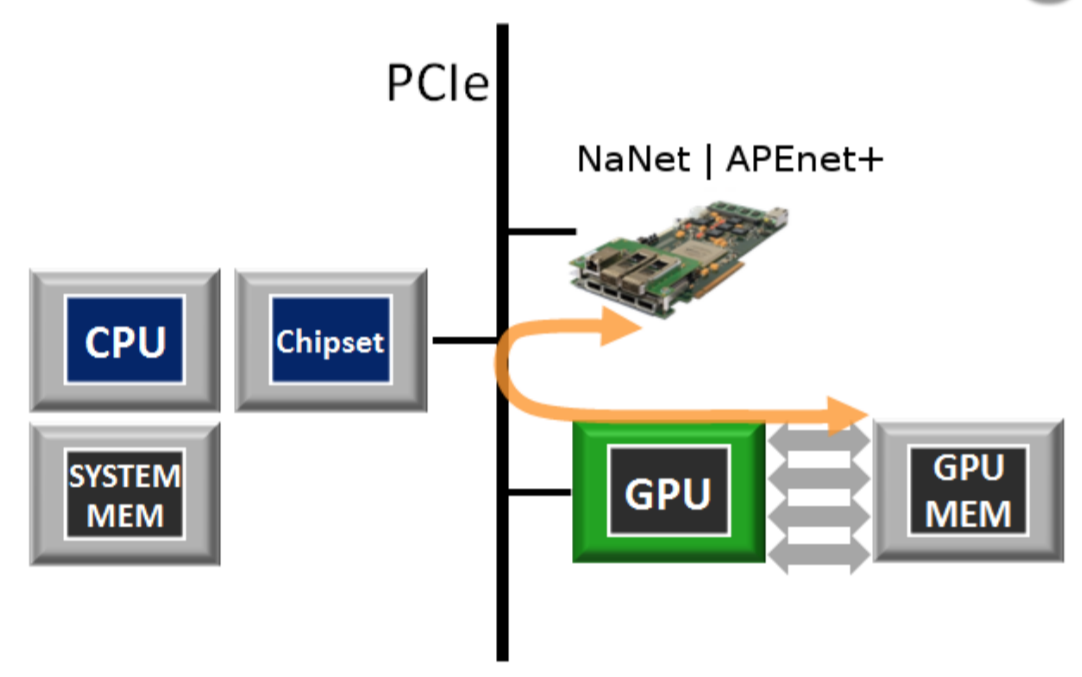 PCIe
NaNet | APEnet+
CPU
Chipset
SYSTEM
MEM
GPU
GPU
MEM